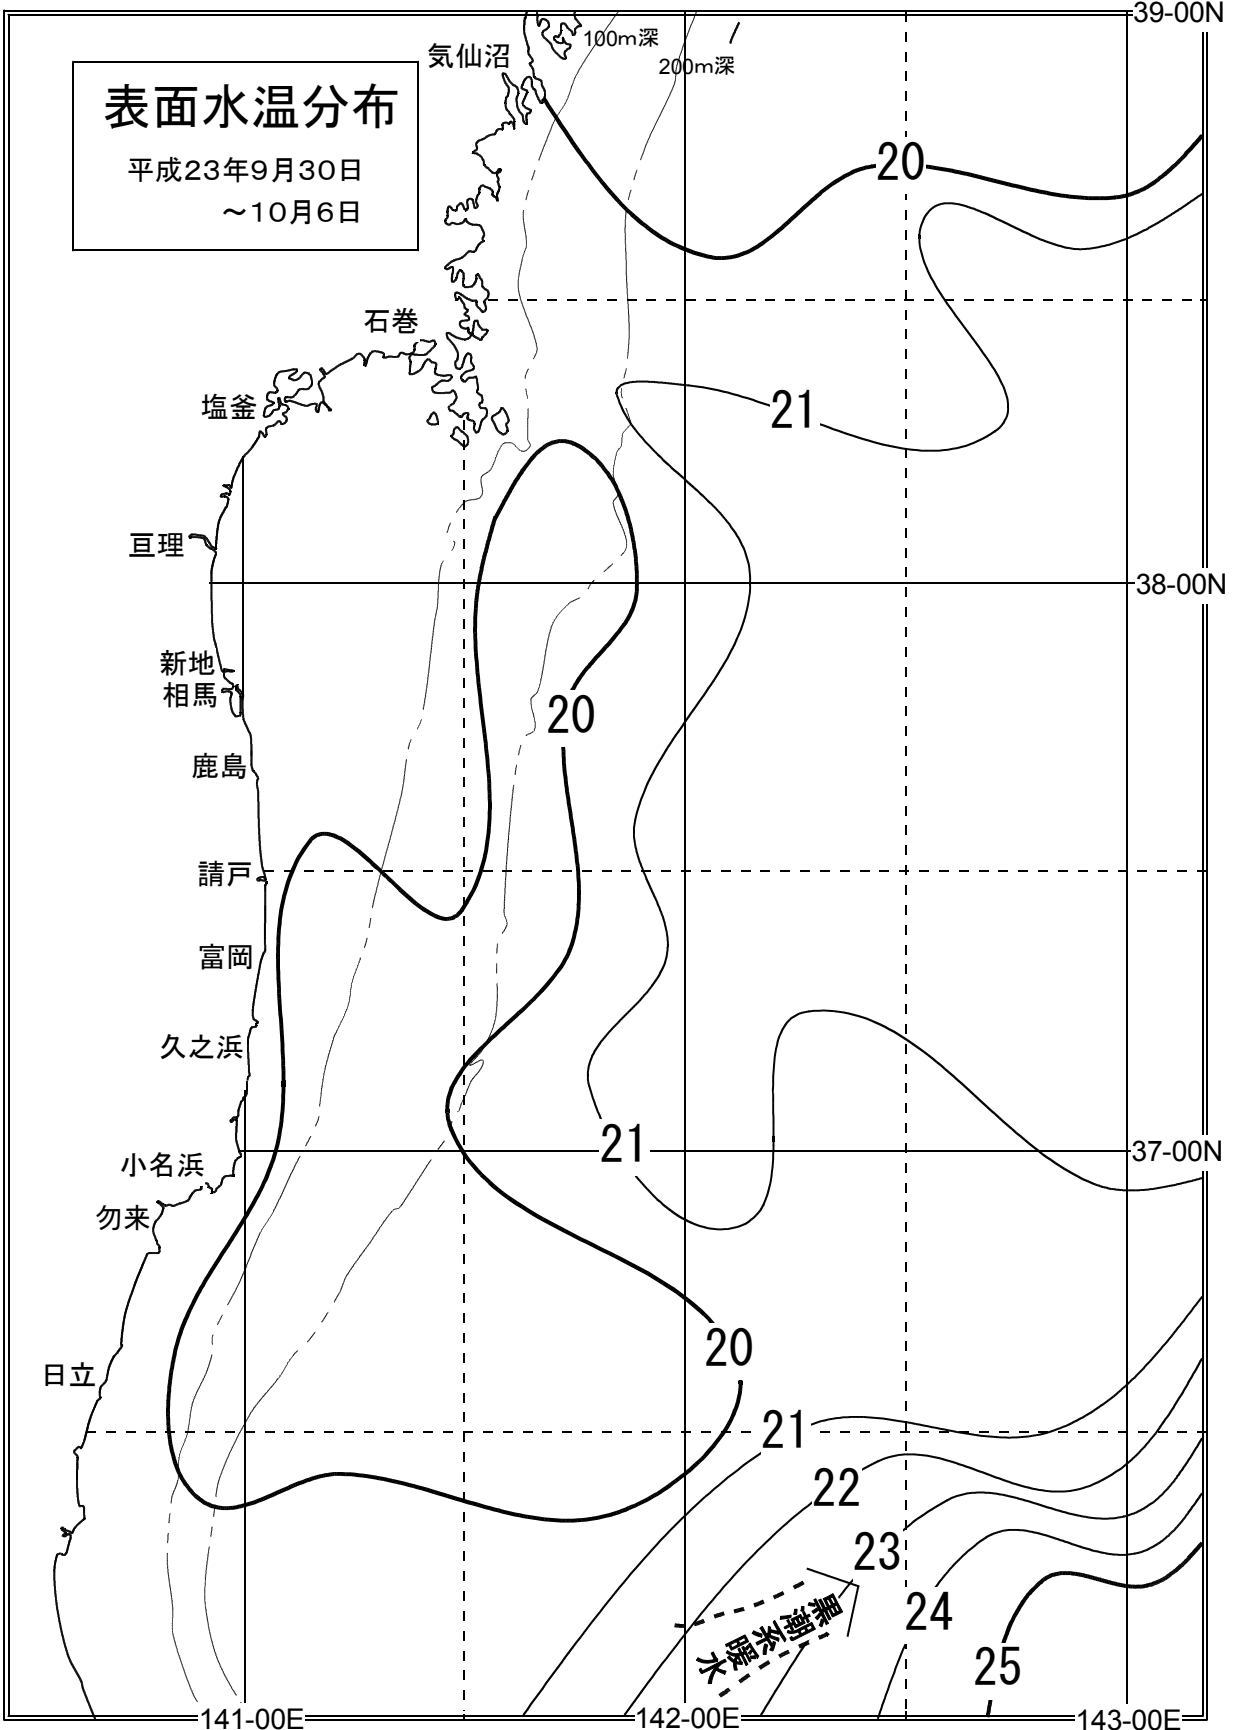 39-00N
100m深
気仙沼
200m深
表面水温分布
平成23年9月30日
～10月6日
20
石巻
塩釜
21
亘理
38-00N
新地
相馬
20
鹿島
請戸
富岡
久之浜
21
37-00N
小名浜
勿来
20
日立
21
22
23
黒潮系暖水
24
25
141-00E
142-00E
143-00E